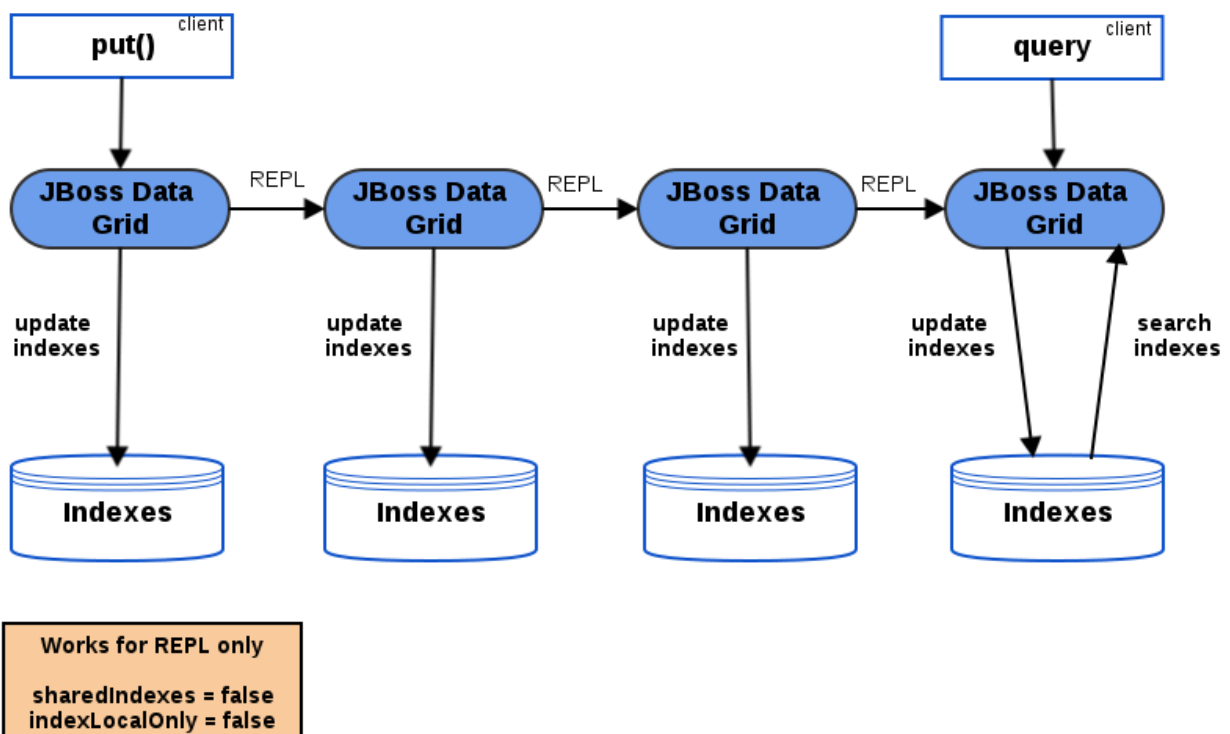 client
put()
client
query
JBoss Data
Grid
REPL
JBoss Data
Grid
REPL
JBoss Data
Grid
REPL
JBoss Data
Grid
update
indexes
update
indexes
update
indexes
update
indexes
search
indexes
Indexes
Indexes
Indexes
Indexes
Works for REPL only
sharedIndexes = false
indexLocalOnly = false